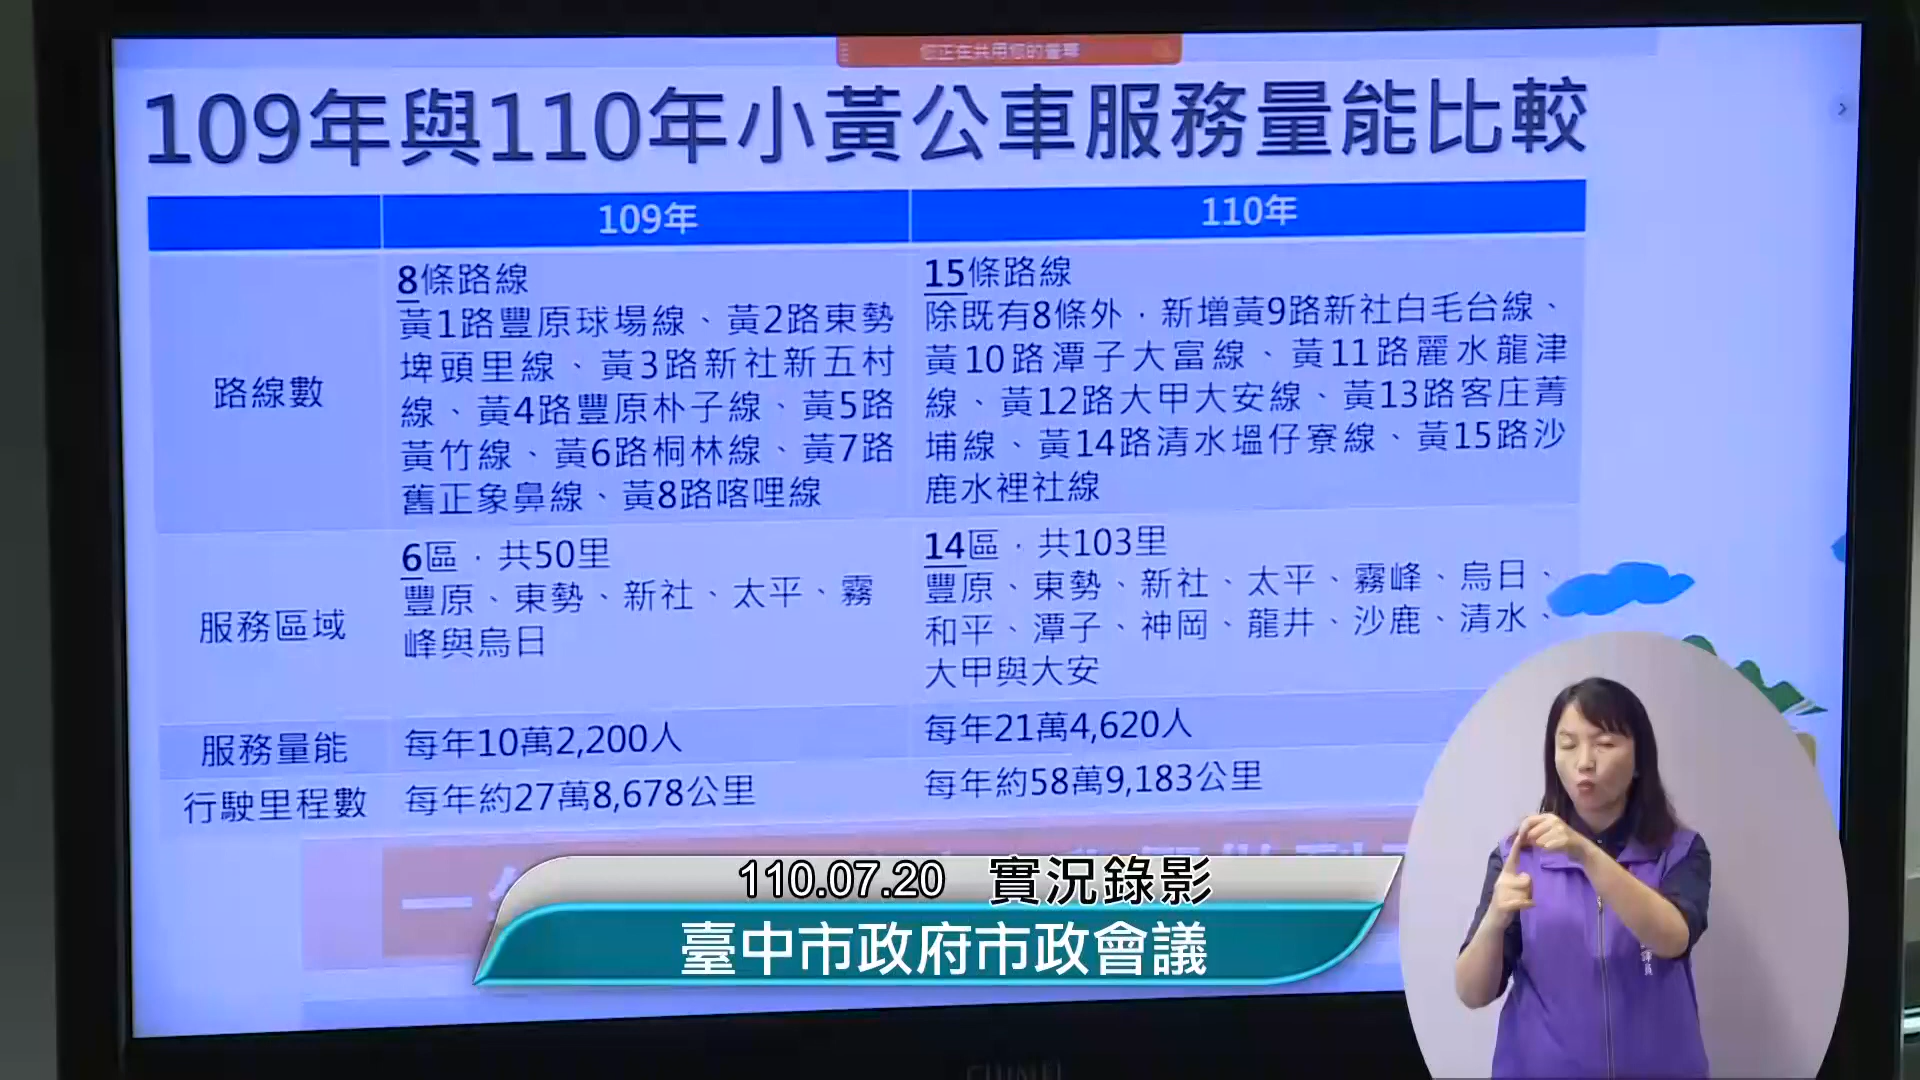 您正在共用您的螢幕
109年與110年小黃公車服務量能比較
109年
110年
路線數
8條路線
黃1路豐原球場線、黃2路東勢
埤頭里線、黃3路新社新五村
線、黃4路豐原朴子線、黃5路
黃竹線、黃6路桐林線、黃7路
舊正象鼻線、黃8路喀哩線
15條路線
除既有8條外，新增黃9路新社白毛台線、
黃10路潭子大富線、黃11路麗水龍津
線、黃12路大甲大安線、黃13路客庄菁
埔線、黃14路清水塭仔寮線、黃15路沙
鹿水裡社線
服務區域
6區，共50里
豐原、東勢、新社、太平、霧
峰與烏日
14區，共103里
豐原、東勢、新社、太平、霧峰、烏日、
和平、潭子、神岡、龍井、沙鹿、清水、
大甲與大安
服務量能
每年10萬2,200人
每年21萬4,620人
行駛里程數
每年約27萬8,678公里
每年約58萬9,183公里
110.07.20 實況錄影
臺中市政府市政會議